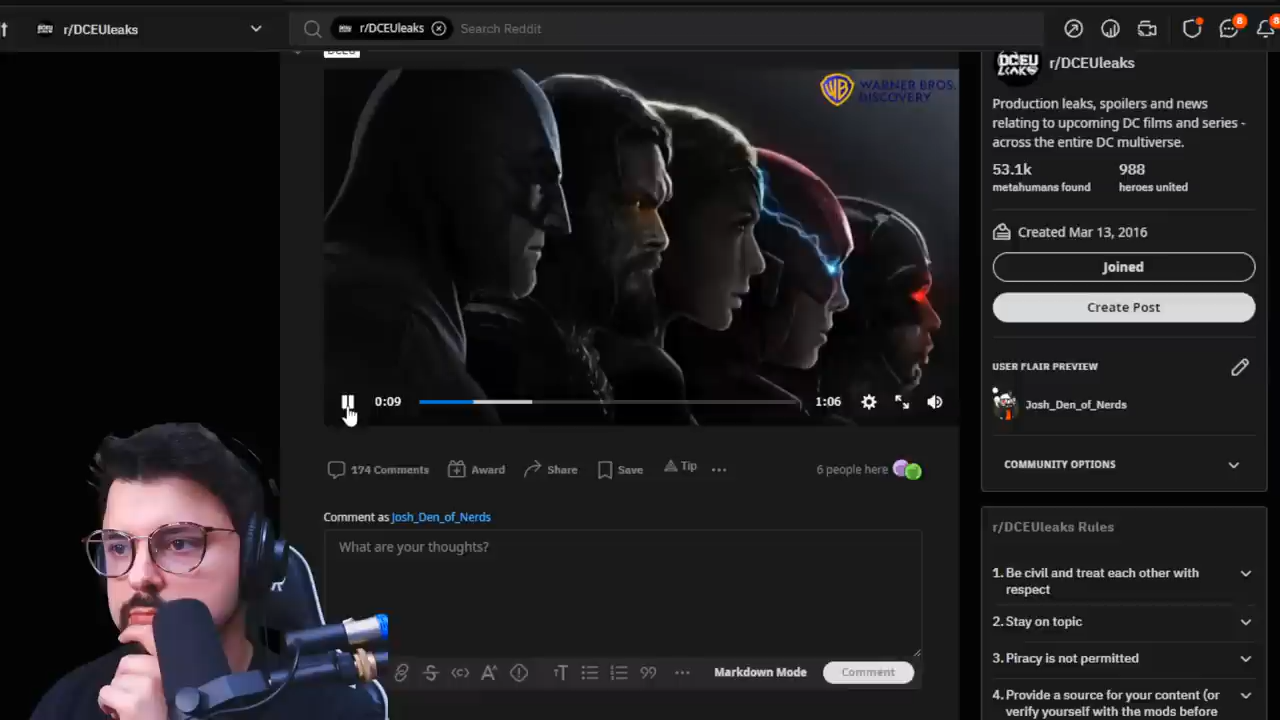 r/DCEUleaks
r/DCEUleaks
Search Reddit
8
8
DCEU
WARNER BROS.
DISCOVERY
0:09
1:06
174 Comments
Award
Share
Save
Tip
6 people here
Comment as Josh_Den_of_Nerds
What are your thoughts?
Markdown Mode
Comment
DCEU
LEAKS
r/DCEUleaks
Production leaks, spoilers and news
relating to upcoming DC films and series -
across the entire DC multiverse.
53.1k
988
metahumans found
heroes united
Created Mar 13, 2016
Joined
Create Post
USER FLAIR PREVIEW
Josh_Den_of_Nerds
COMMUNITY OPTIONS
r/DCEUleaks Rules
1. Be civil and treat each other with
respect
2. Stay on topic
3. Piracy is not permitted
4. Provide a source for your content (or
verify yourself with the mods before